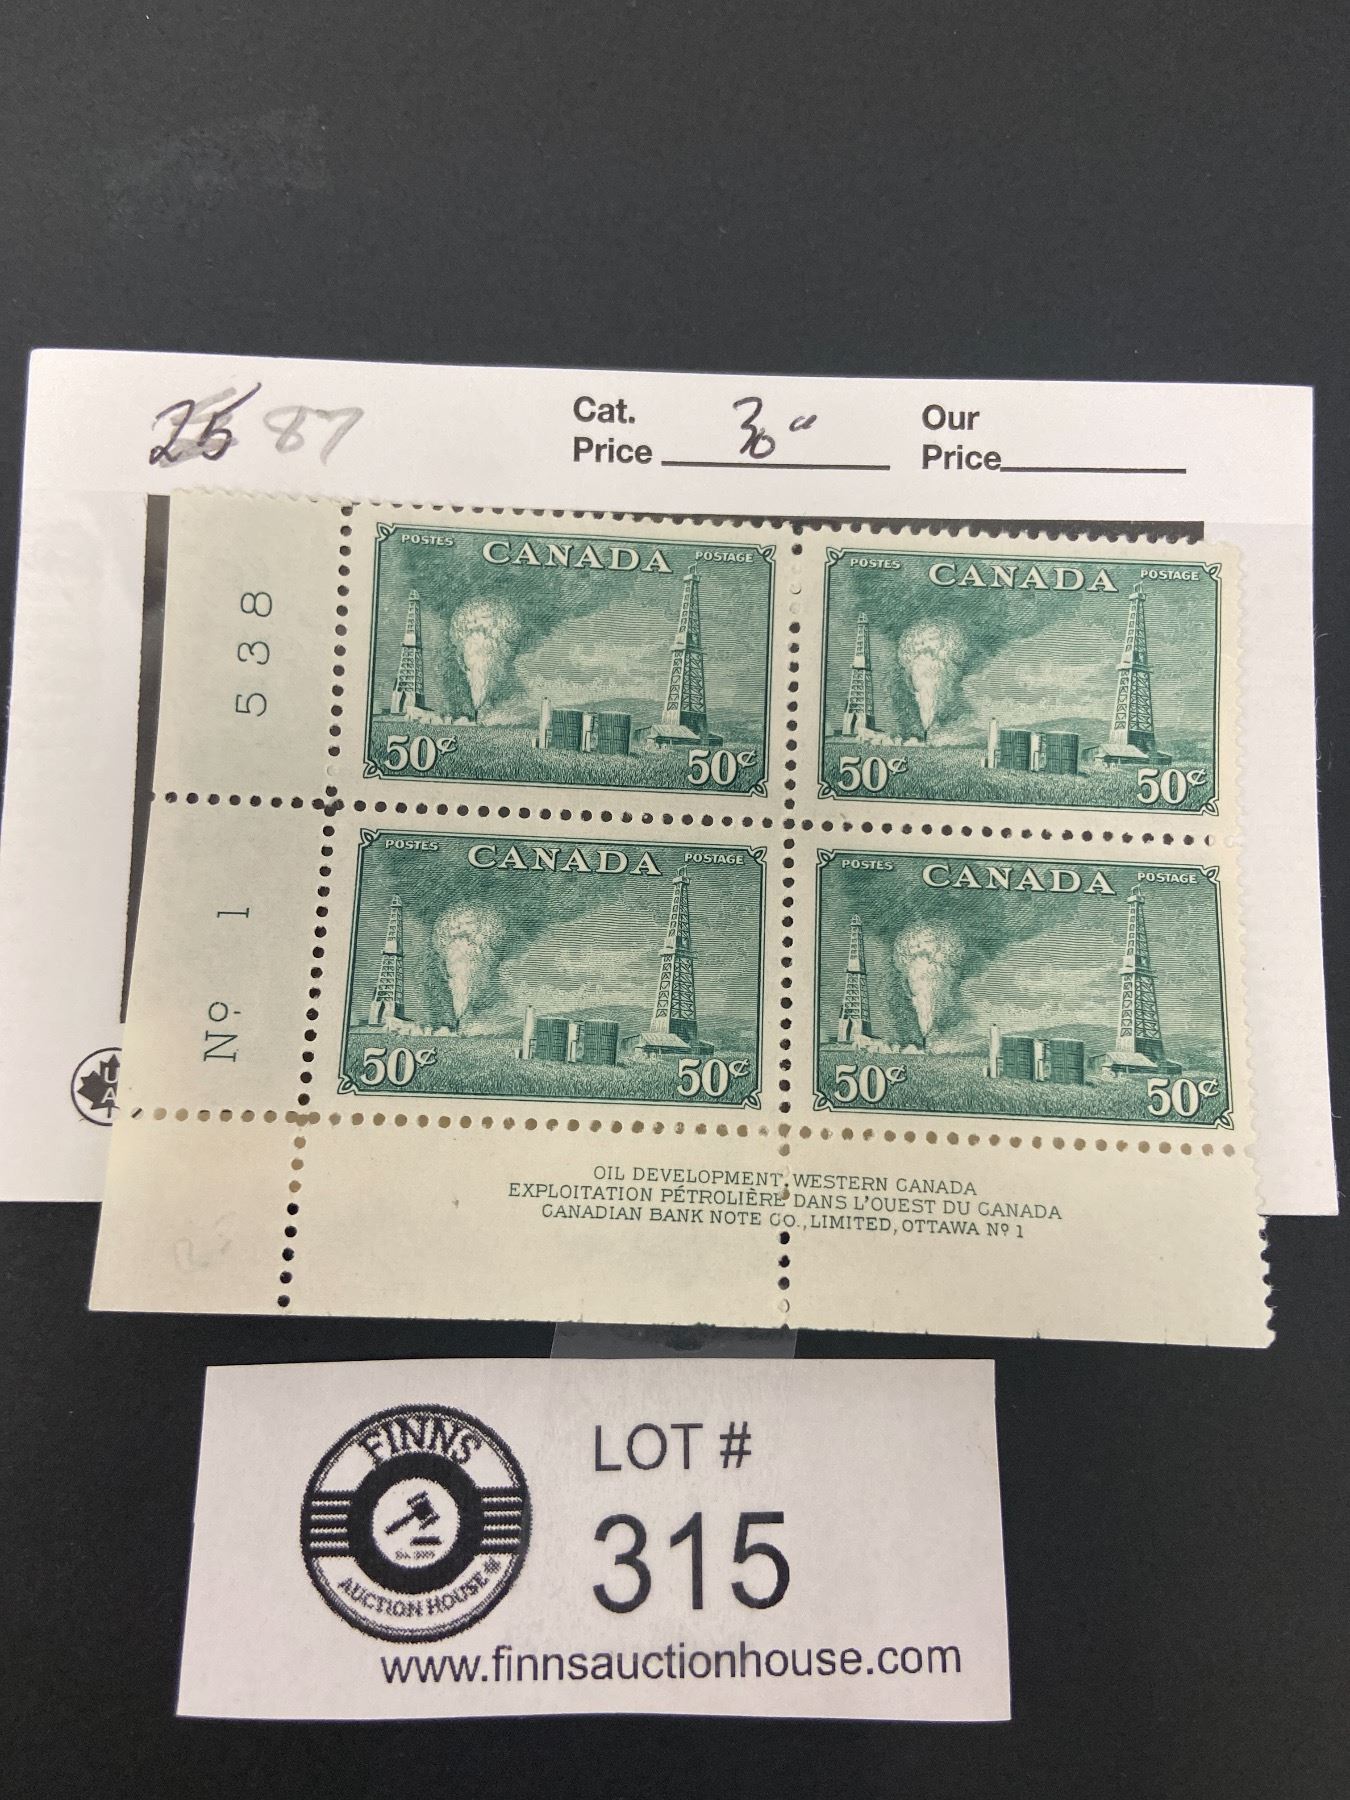 25 87
Cat. Price 30 Our Price
538
Nº 1
POSTES CANADA POSTAGE
50¢ 50¢
POSTES CANADA POSTAGE
50¢ 50¢
POSTES CANADA POSTAGE
50¢ 50¢
POSTES CANADA POSTAGE
50¢ 50¢
OIL DEVELOPMENT, WESTERN CANADA
EXPLOITATION PÉTROLIÈRE DANS L'OUEST DU CANADA
CANADIAN BANK NOTE CO., LIMITED, OTTAWA Nº 1
FINNS
AUCTION HOUSE
LOT #
315
www.finnsauctionhouse.com